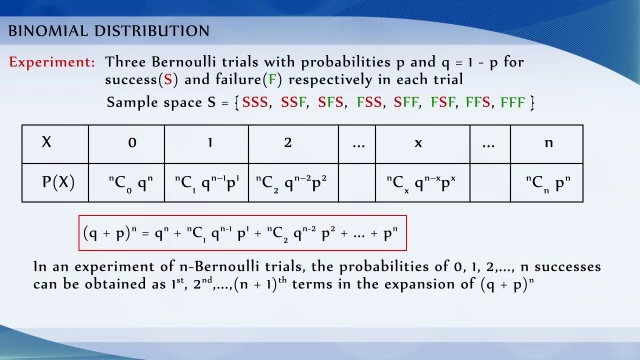 BINOMIAL DISTRIBUTION
Experiment: Three Bernoulli trials with probabilities p and q = 1 - p for
success(S) and failure(F) respectively in each trial
Sample space S = { SSS, SSF, SFS, FSS, SFF, FSF, FFS, FFF }
X 0 1 2 ... x ... n
P(X) ⁿC₀ qⁿ ⁿC₁ qⁿ⁻¹p¹ ⁿC₂ qⁿ⁻²p² ⁿCₓ qⁿ⁻ˣpˣ ⁿCₙ pⁿ
(q + p)ⁿ = qⁿ + ⁿC₁ qⁿ⁻¹ p¹ + ⁿC₂ qⁿ⁻² p² + ... + pⁿ
In an experiment of n-Bernoulli trials, the probabilities of 0, 1, 2,..., n successes
can be obtained as 1ˢᵗ, 2ⁿᵈ,...,(n + 1)ᵗʰ terms in the expansion of (q + p)ⁿ